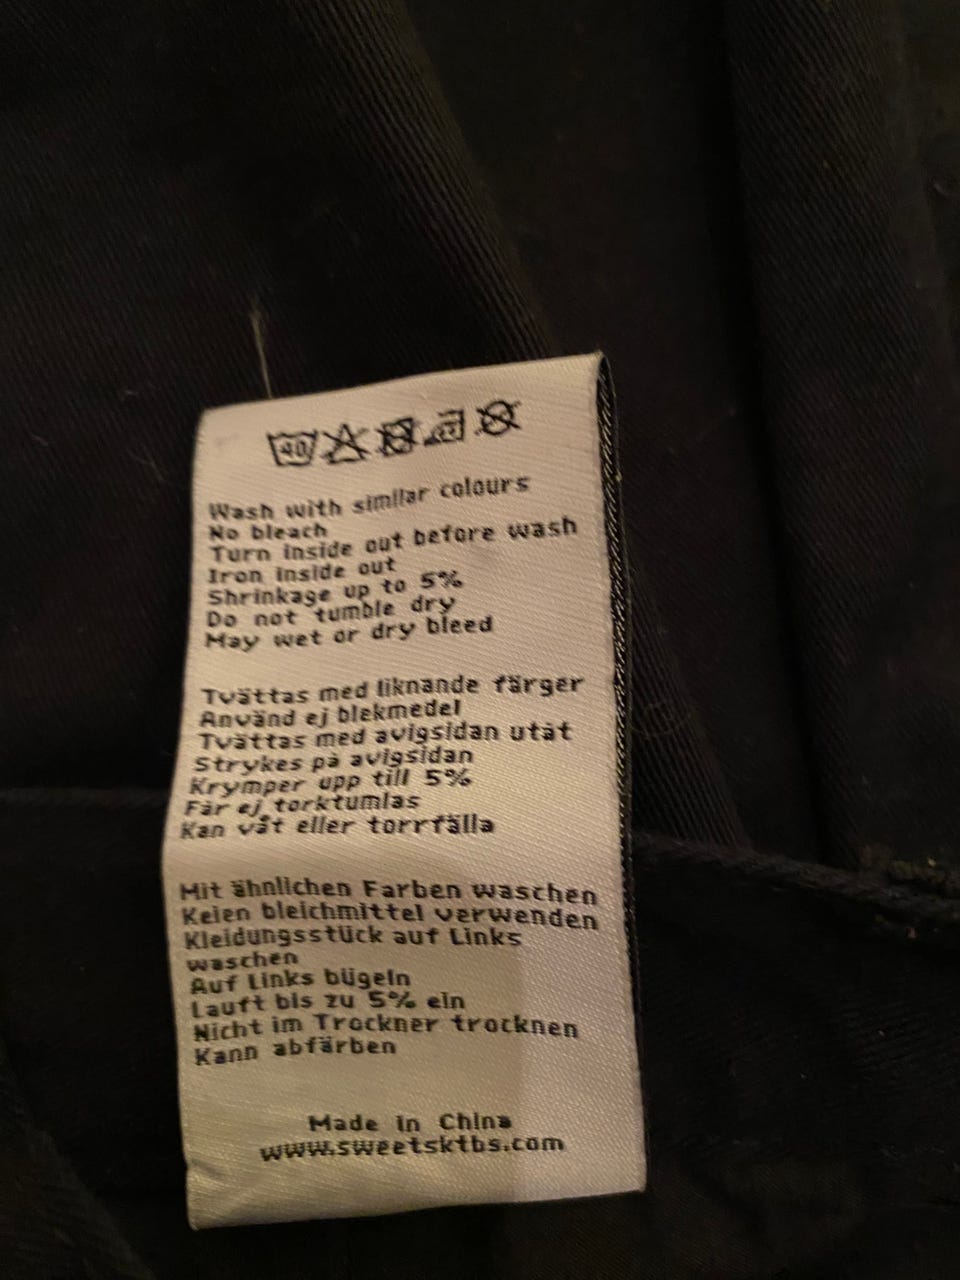 40
Wash with similar colours
No bleach
Turn inside out before wash
Iron inside out
Shrinkage up to 5%
Do not tumble dry
May wet or dry bleed
Tvättas med liknande färger
Använd ej blekmedel
Tvättas med avigsidan utåt
Strykes på avigsidan
Krymper upp till 5%
Får ej torktumlas
Kan våt eller torrfälla
Mit ähnlichen Farben waschen
Keien bleichmittel verwenden
Kleidungsstück auf Links
waschen
Auf Links bügeln
Lauft bis zu 5% ein
Nicht im Trockner trocknen
Kann abfärben
Made in China
www.sweetsktbs.com